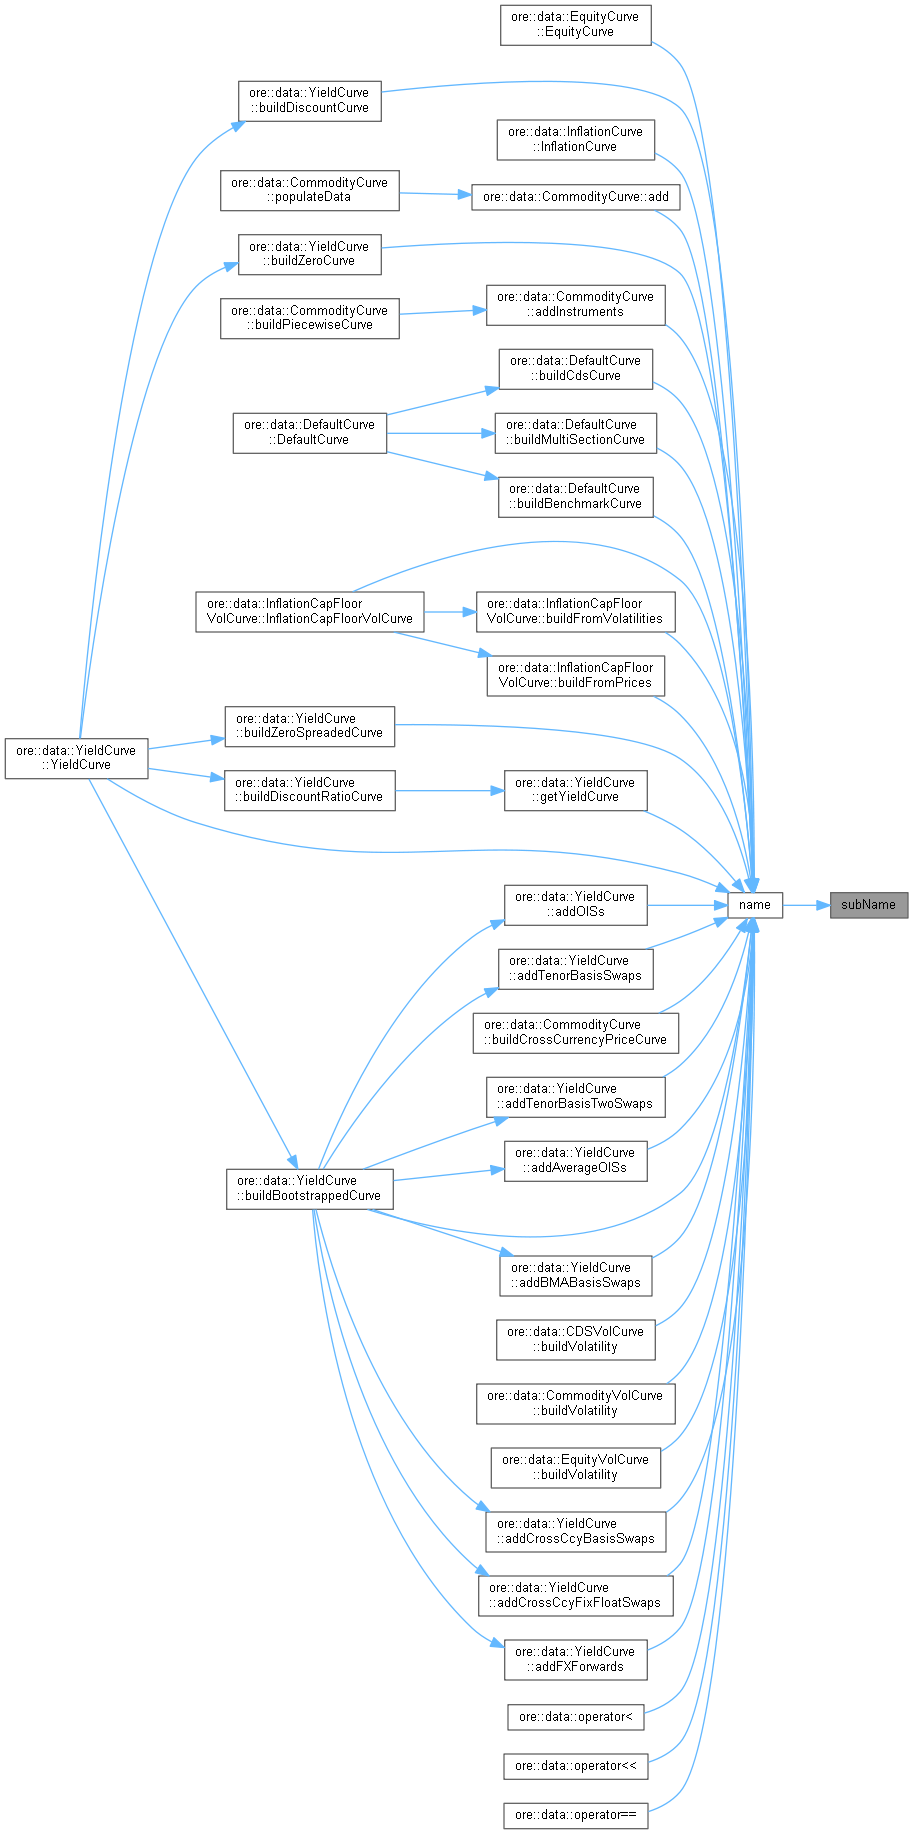 ore::data::EquityCurve
::EquityCurve
ore::data::YieldCurve
::buildDiscountCurve
ore::data::InflationCurve
::InflationCurve
ore::data::CommodityCurve
::populateData
ore::data::CommodityCurve::add
ore::data::YieldCurve
::buildZeroCurve
ore::data::CommodityCurve
::addInstruments
ore::data::CommodityCurve
::buildPiecewiseCurve
ore::data::DefaultCurve
::buildCdsCurve
ore::data::DefaultCurve
::DefaultCurve
ore::data::DefaultCurve
::buildMultiSectionCurve
ore::data::DefaultCurve
::buildBenchmarkCurve
ore::data::InflationCapFloor
VolCurve::InflationCapFloorVolCurve
ore::data::InflationCapFloor
VolCurve::buildFromVolatilities
ore::data::InflationCapFloor
VolCurve::buildFromPrices
ore::data::YieldCurve
::buildZeroSpreadedCurve
ore::data::YieldCurve
::YieldCurve
ore::data::YieldCurve
::buildDiscountRatioCurve
ore::data::YieldCurve
::getYieldCurve
ore::data::YieldCurve
::addOISs
name
subName
ore::data::YieldCurve
::addTenorBasisSwaps
ore::data::CommodityCurve
::buildCrossCurrencyPriceCurve
ore::data::YieldCurve
::addTenorBasisTwoSwaps
ore::data::YieldCurve
::addAverageOISs
ore::data::YieldCurve
::buildBootstrappedCurve
ore::data::YieldCurve
::addBMABasisSwaps
ore::data::CDSVolCurve
::buildVolatility
ore::data::CommodityVolCurve
::buildVolatility
ore::data::EquityVolCurve
::buildVolatility
ore::data::YieldCurve
::addCrossCcyBasisSwaps
ore::data::YieldCurve
::addCrossCcyFixFloatSwaps
ore::data::YieldCurve
::addFXForwards
ore::data::operator<
ore::data::operator<<
ore::data::operator==